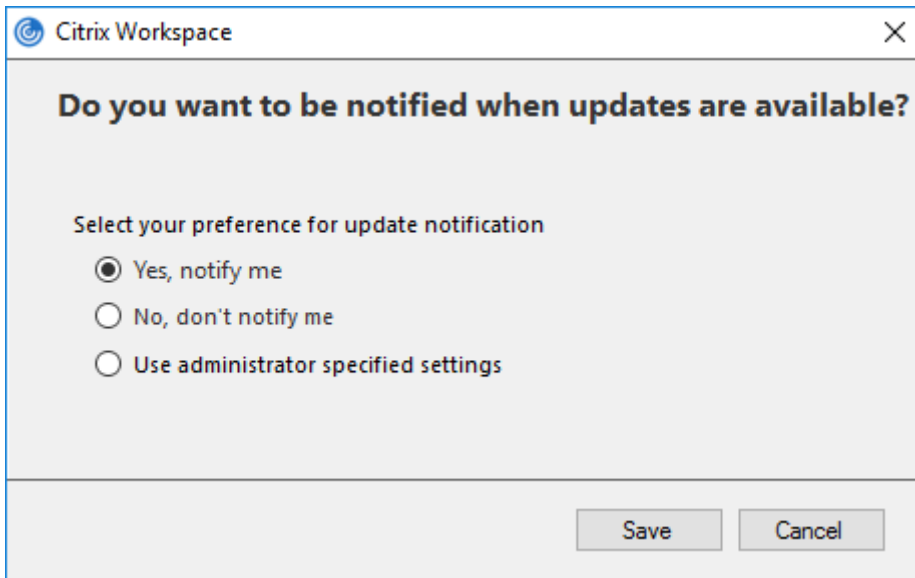 Citrix Workspace
Do you want to be notified when updates are available?
Select your preference for update notification
Yes, notify me
No, don't notify me
Use administrator specified settings
Save
Cancel